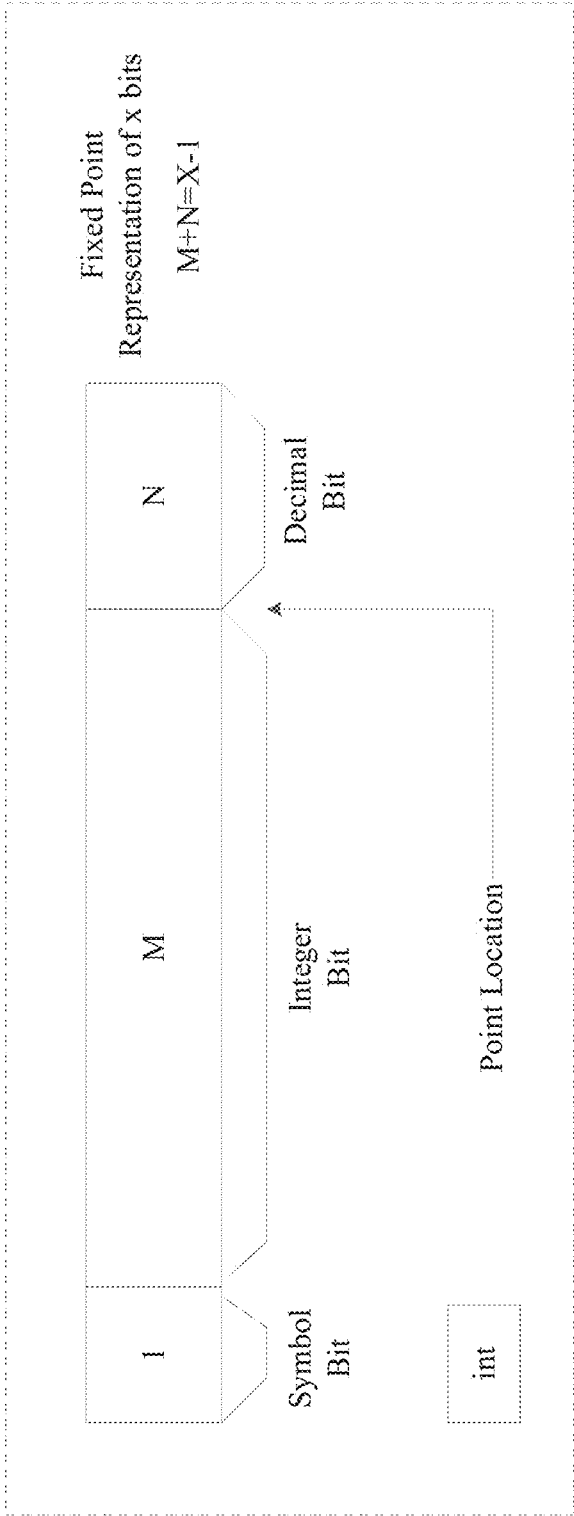 Fixed Point
Representation of x bits
M+N=X-1
1
M
N
Symbol
Bit
Integer
Bit
Decimal
Bit
int
Point Location